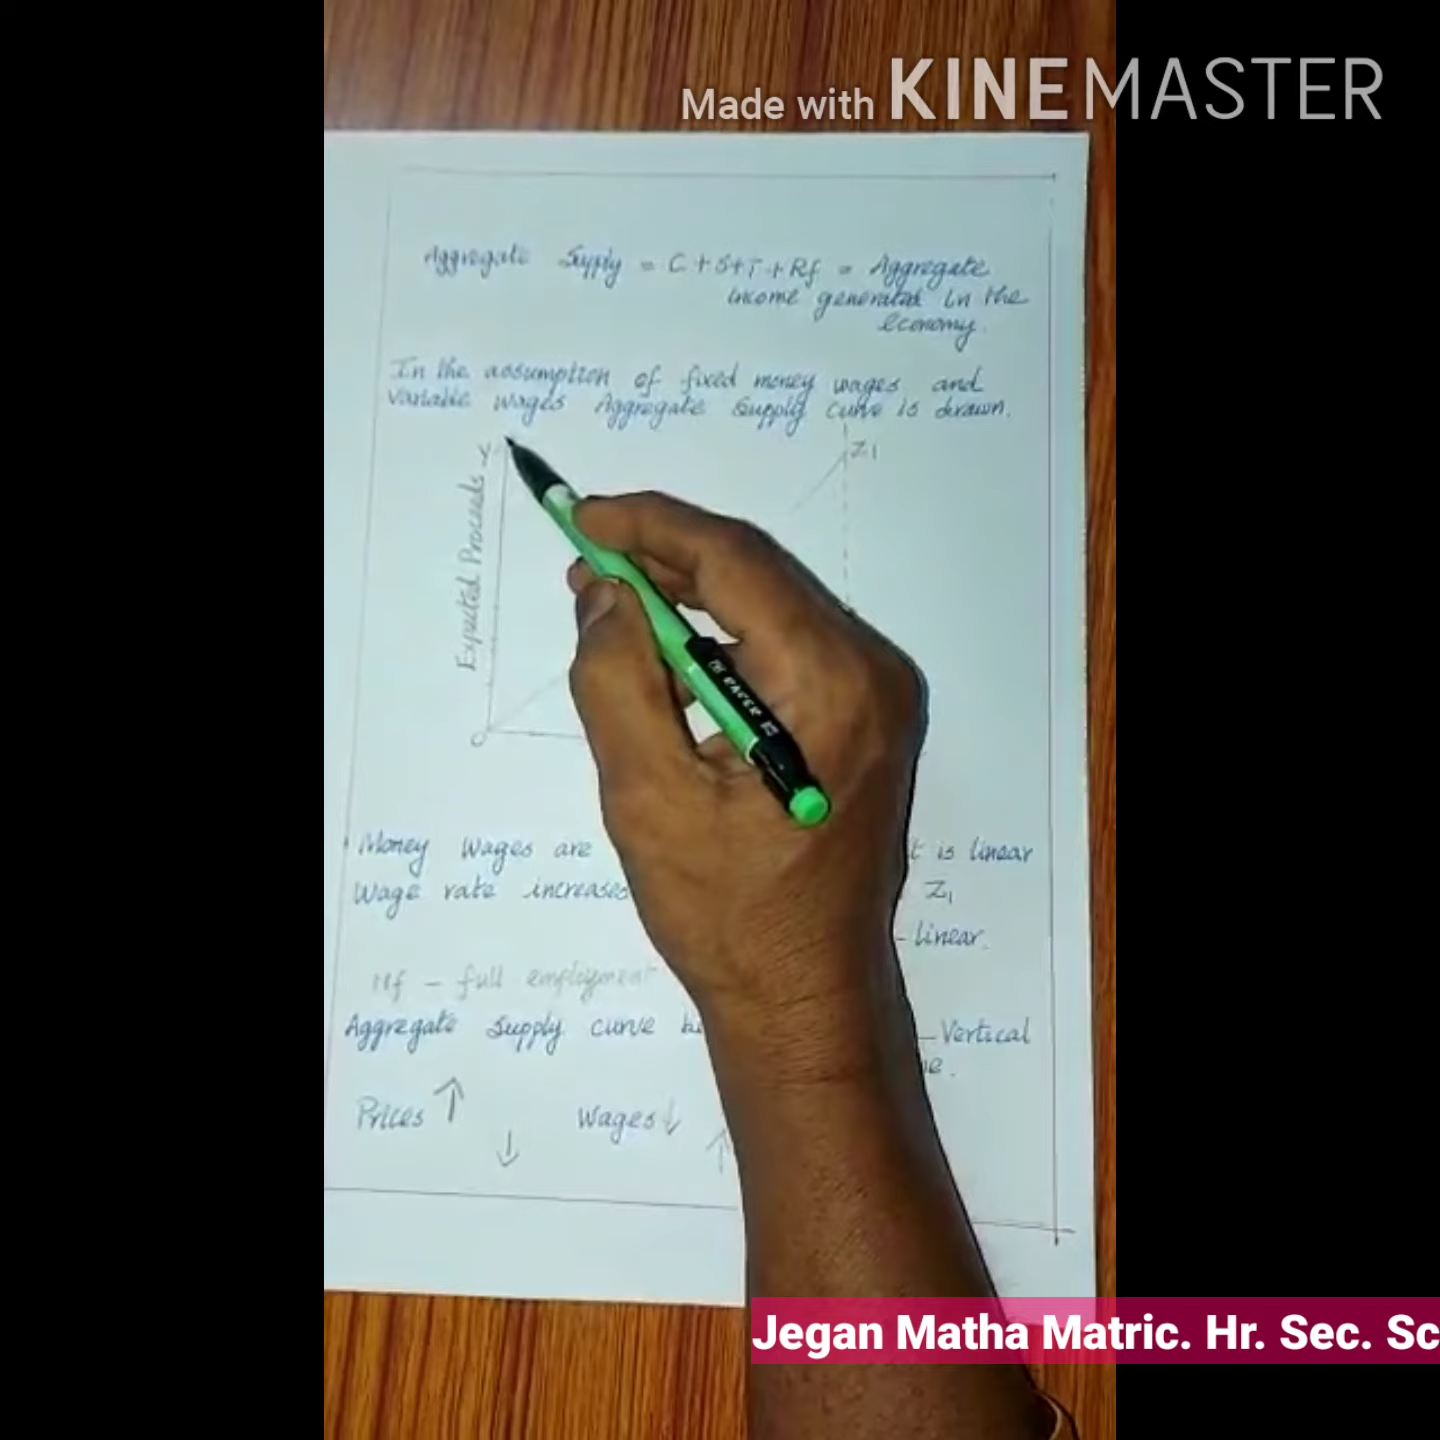 Made with KINEMASTER
Aggregate Supply = C + S + T + Rf = Aggregate
income generated in the
economy.
In the assumption of fixed money wages and
variable wages Aggregate Supply curve is drawn.
Y
Z1
Expected Proceeds
O
RACER
Money wages are t is linear
Wage rate increases Z1
- linear.
Nf - full employment
Aggregate supply curve - Vertical
Prices ↑ Wages ↓
↓ ↑
Jegan Matha Matric. Hr. Sec. Sc